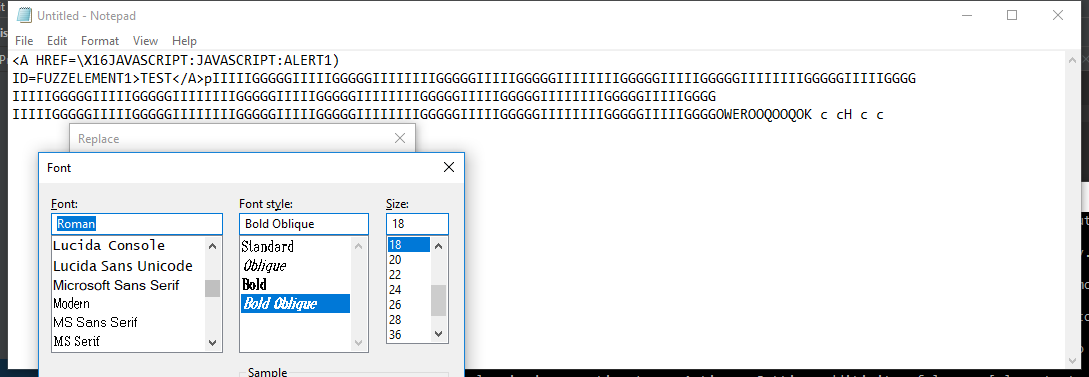 Untitled - Notepad
File Edit Format View Help
<A HREF=\X16JAVASCRIPT:JAVASCRIPT:ALERT1)
ID=FUZZELEMENT1>TEST</A>pIIIIIGGGGGIIIIIGGGGGIIIIIIIIGGGGGIIIIIGGGGGIIIIIIIIGGGGGIIIIIGGGGGIIIIIIIIGGGGGIIIIIGGGG
IIIIIGGGGGIIIIIGGGGGIIIIIIIIGGGGGIIIIIGGGGGIIIIIIIIGGGGGIIIIIGGGGGIIIIIIIIGGGGGIIIIIGGGG
IIIIIGGGGGIIIIIGGGGGIIIIIIIIGGGGGIIIIIGGGGGIIIIIIIIGGGGGIIIIIGGGGGIIIIIIIIGGGGGIIIIIGGGGOWEROOQOOQOK c cH c c
Replace
Font
Font: Font style: Size:
Roman Bold Oblique 18
Lucida Console Standard 18
Lucida Sans Unicode Oblique 20
Microsoft Sans Serif Bold 22
Modern Bold Oblique 24
MS Sans Serif 26
MS Serif 28
36
Sample